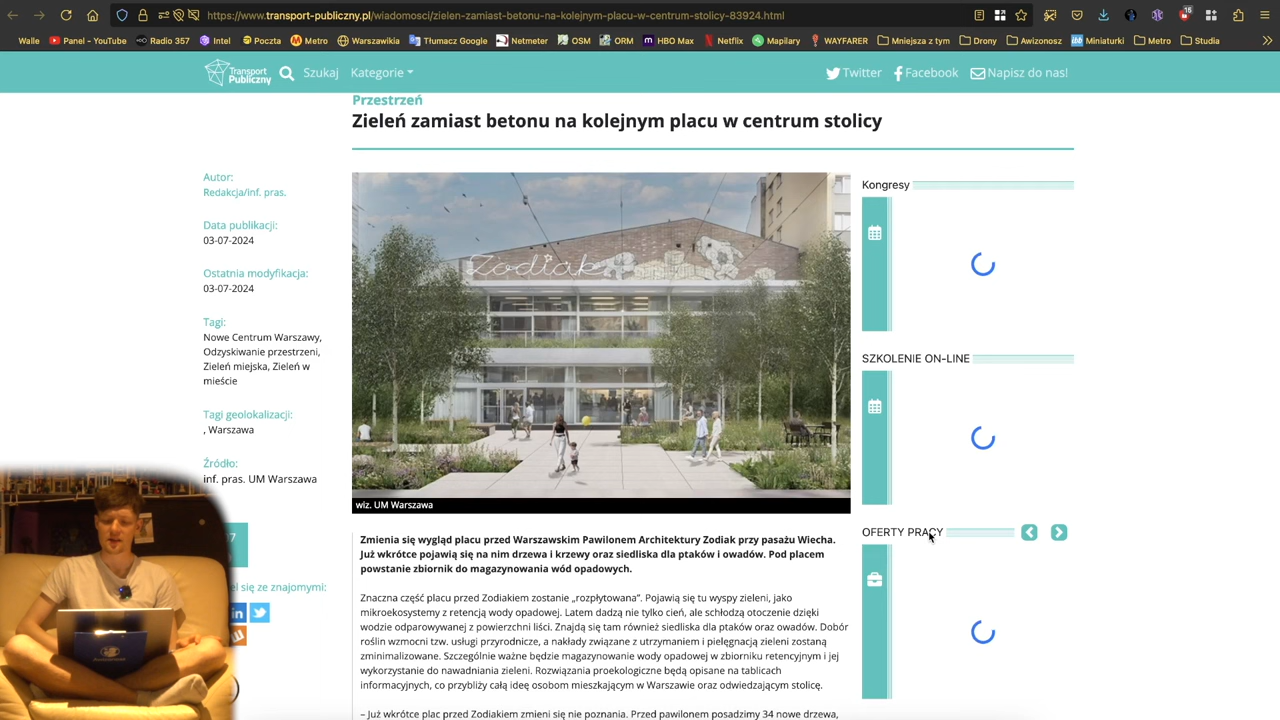 https://www.transport-publiczny.pl/wiadomosci/zielen-zamiast-betonu-na-kolejnym-placu-w-centrum-stolicy-83924.html
16
Walle Panel - YouTube Radio 357 Intel Poczta Metro Warszawikia Tłumacz Google Netmeter OSM ORM HBO Max Netflix Mapilary WAYFARER Mniejsza z tym Drony Awizonosz Miniaturki Metro Studia
Transport Publiczny Szukaj Kategorie Twitter Facebook Napisz do nas!
Przestrzeń
Zieleń zamiast betonu na kolejnym placu w centrum stolicy
Autor:
Redakcja/inf. pras.
Data publikacji:
03-07-2024
Ostatnia modyfikacja:
03-07-2024
Tagi:
Nowe Centrum Warszawy,
Odzyskiwanie przestrzeni,
Zieleń miejska, Zieleń w
mieście
Tagi geolokalizacji:
, Warszawa
Źródło:
inf. pras. UM Warszawa
7
el się ze znajomymi:
in
Zodiak
wiz. UM Warszawa
Zmienia się wygląd placu przed Warszawskim Pawilonem Architektury Zodiak przy pasażu Wiecha.
Już wkrótce pojawią się na nim drzewa i krzewy oraz siedliska dla ptaków i owadów. Pod placem
powstanie zbiornik do magazynowania wód opadowych.
Znaczna część placu przed Zodiakiem zostanie „rozpłytowana”. Pojawią się tu wyspy zieleni, jako
mikroekosystemy z retencją wody opadowej. Latem dadzą nie tylko cień, ale schłodzą otoczenie dzięki
wodzie odparowywanej z powierzchni liści. Znajdą się tam również siedliska dla ptaków oraz owadów. Dobór
roślin wzmocni tzw. usługi przyrodnicze, a nakłady związane z utrzymaniem i pielęgnacją zieleni zostaną
zminimalizowane. Szczególnie ważne będzie magazynowanie wody opadowej w zbiorniku retencyjnym i jej
wykorzystanie do nawadniania zieleni. Rozwiązania proekologiczne będą opisane na tablicach
informacyjnych, co przybliży całą ideę osobom mieszkającym w Warszawie oraz odwiedzającym stolicę.
– Już wkrótce plac przed Zodiakiem zmieni się nie poznania. Przed pawilonem posadzimy 34 nowe drzewa,
Kongresy
SZKOLENIE ON-LINE
OFERTY PRACY